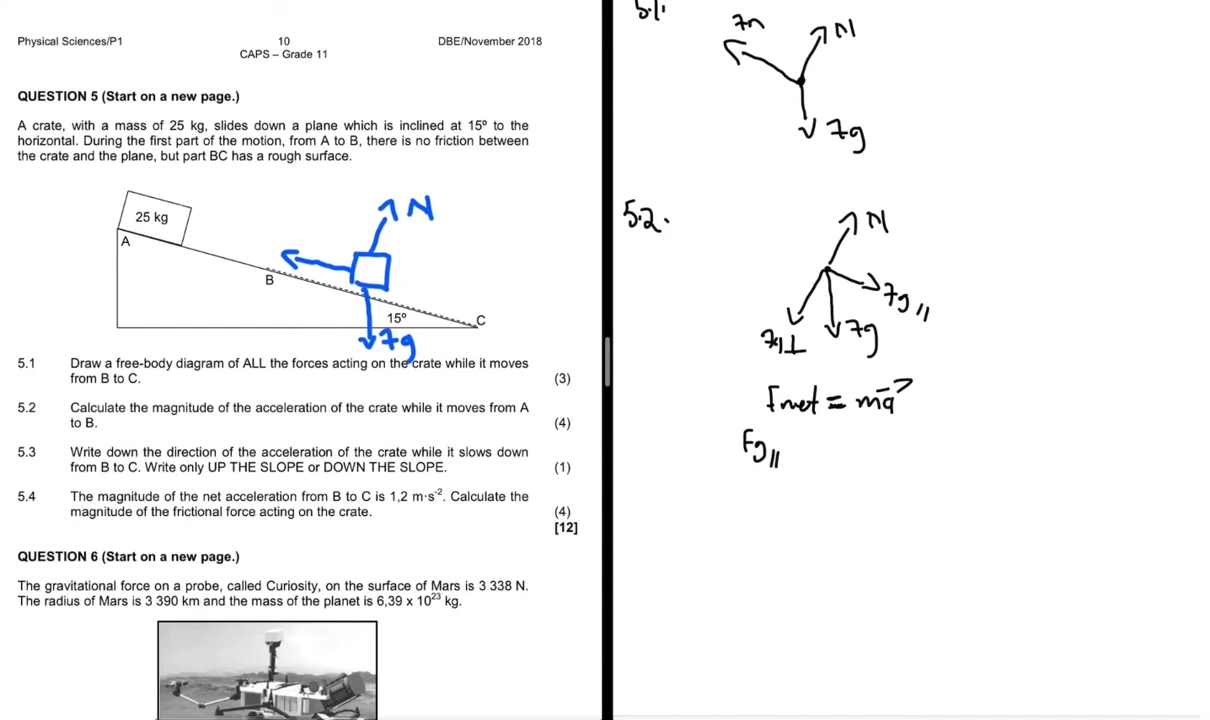 Physical Sciences/P1 10 DBE/November 2018
CAPS – Grade 11
QUESTION 5 (Start on a new page.)
A crate, with a mass of 25 kg, slides down a plane which is inclined at 15º to the
horizontal. During the first part of the motion, from A to B, there is no friction between
the crate and the plane, but part BC has a rough surface.
25 kg
A
B
15º
C
N
Fg
5.1 Draw a free-body diagram of ALL the forces acting on the crate while it moves
from B to C. (3)
5.2 Calculate the magnitude of the acceleration of the crate while it moves from A
to B. (4)
5.3 Write down the direction of the acceleration of the crate while it slows down
from B to C. Write only UP THE SLOPE or DOWN THE SLOPE. (1)
5.4 The magnitude of the net acceleration from B to C is 1,2 m·s-2. Calculate the
magnitude of the frictional force acting on the crate. (4)
[12]
QUESTION 6 (Start on a new page.)
The gravitational force on a probe, called Curiosity, on the surface of Mars is 3 338 N.
The radius of Mars is 3 390 km and the mass of the planet is 6,39 x 10²³ kg.
5.1.
N
Fg
5.2.
N
Fg//
Fg
Fnet = ma
Fg//